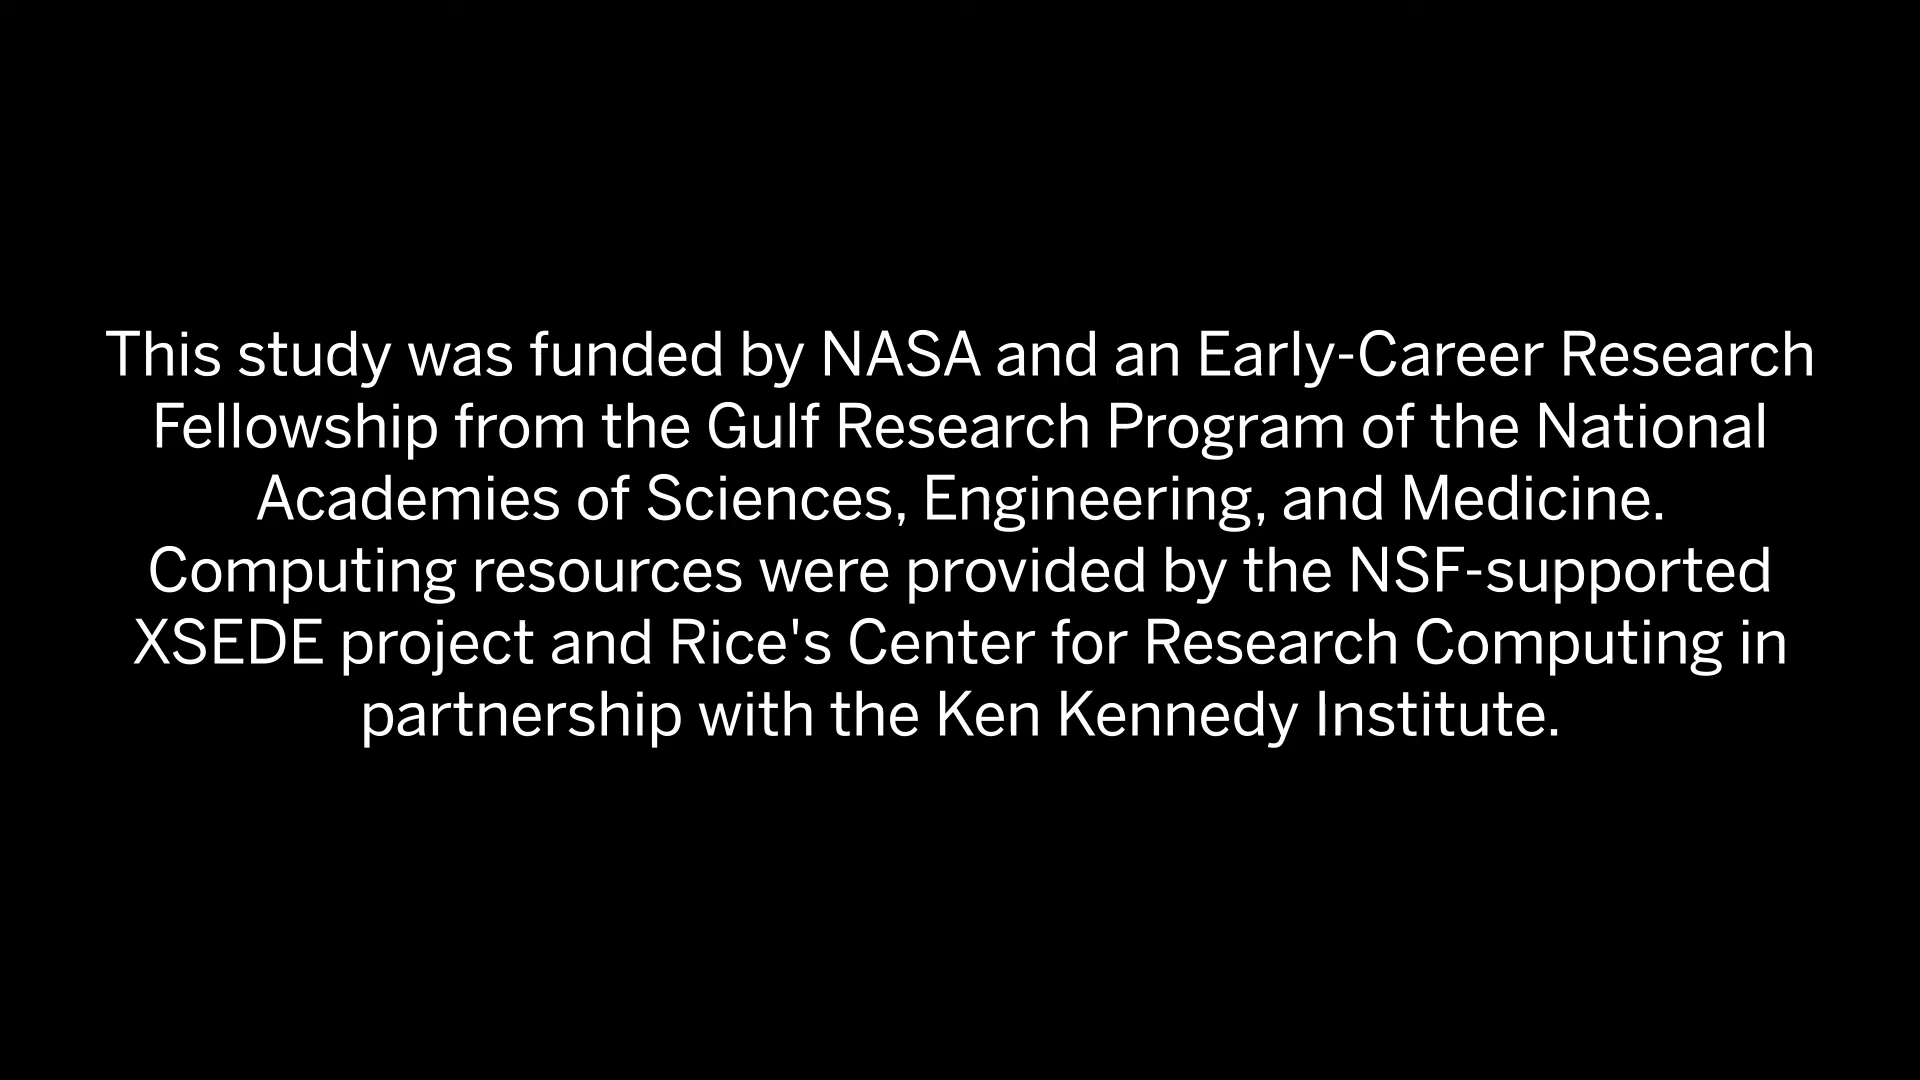 This study was funded by NASA and an Early-Career Research
Fellowship from the Gulf Research Program of the National
Academies of Sciences, Engineering, and Medicine.
Computing resources were provided by the NSF-supported
XSEDE project and Rice's Center for Research Computing in
partnership with the Ken Kennedy Institute.